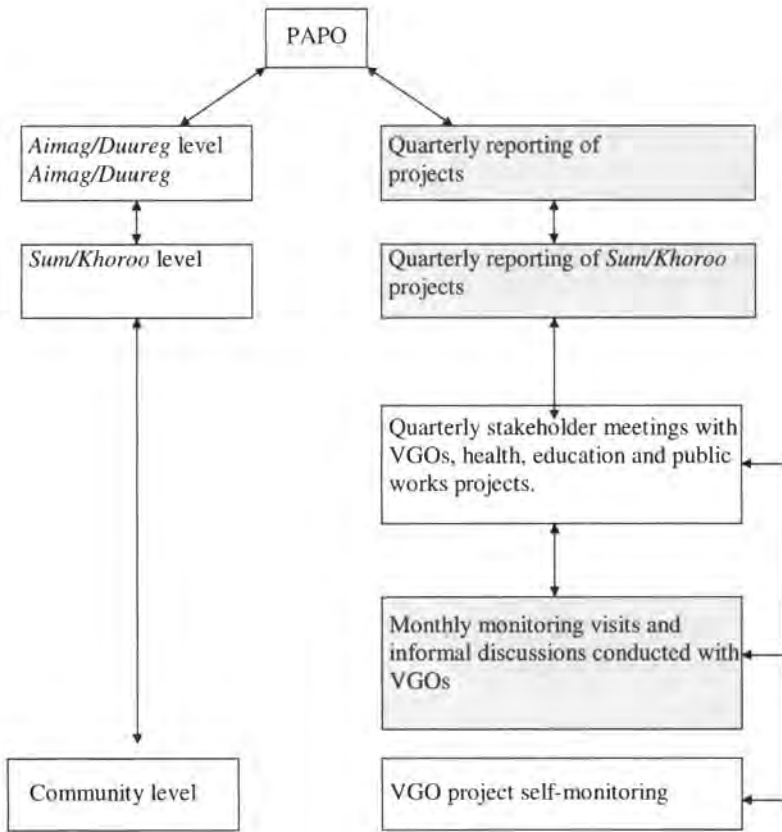 PAPO
Aimag/Duureg level
Aimag/Duureg
Quarterly reporting of
projects
Sum/Khoroo level
Quarterly reporting of Sum/Khoroo
projects
Quarterly stakeholder meetings with
VGOs, health, education and public
works projects.
Monthly monitoring visits and
informal discussions conducted with
VGOs
Community level
VGO project self-monitoring